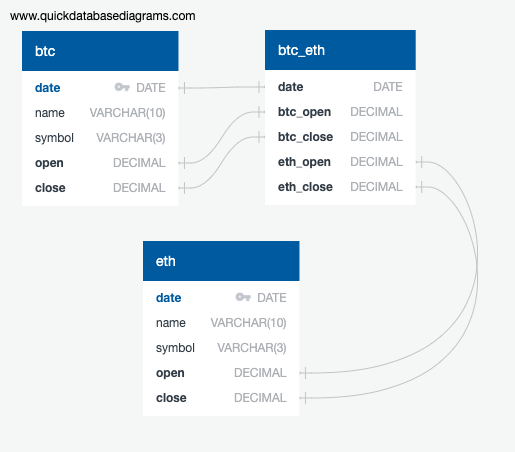 www.quickdatabasediagrams.com
btc
date DATE
name VARCHAR(10)
symbol VARCHAR(3)
open DECIMAL
close DECIMAL
btc_eth
date DATE
btc_open DECIMAL
btc_close DECIMAL
eth_open DECIMAL
eth_close DECIMAL
eth
date DATE
name VARCHAR(10)
symbol VARCHAR(3)
open DECIMAL
close DECIMAL